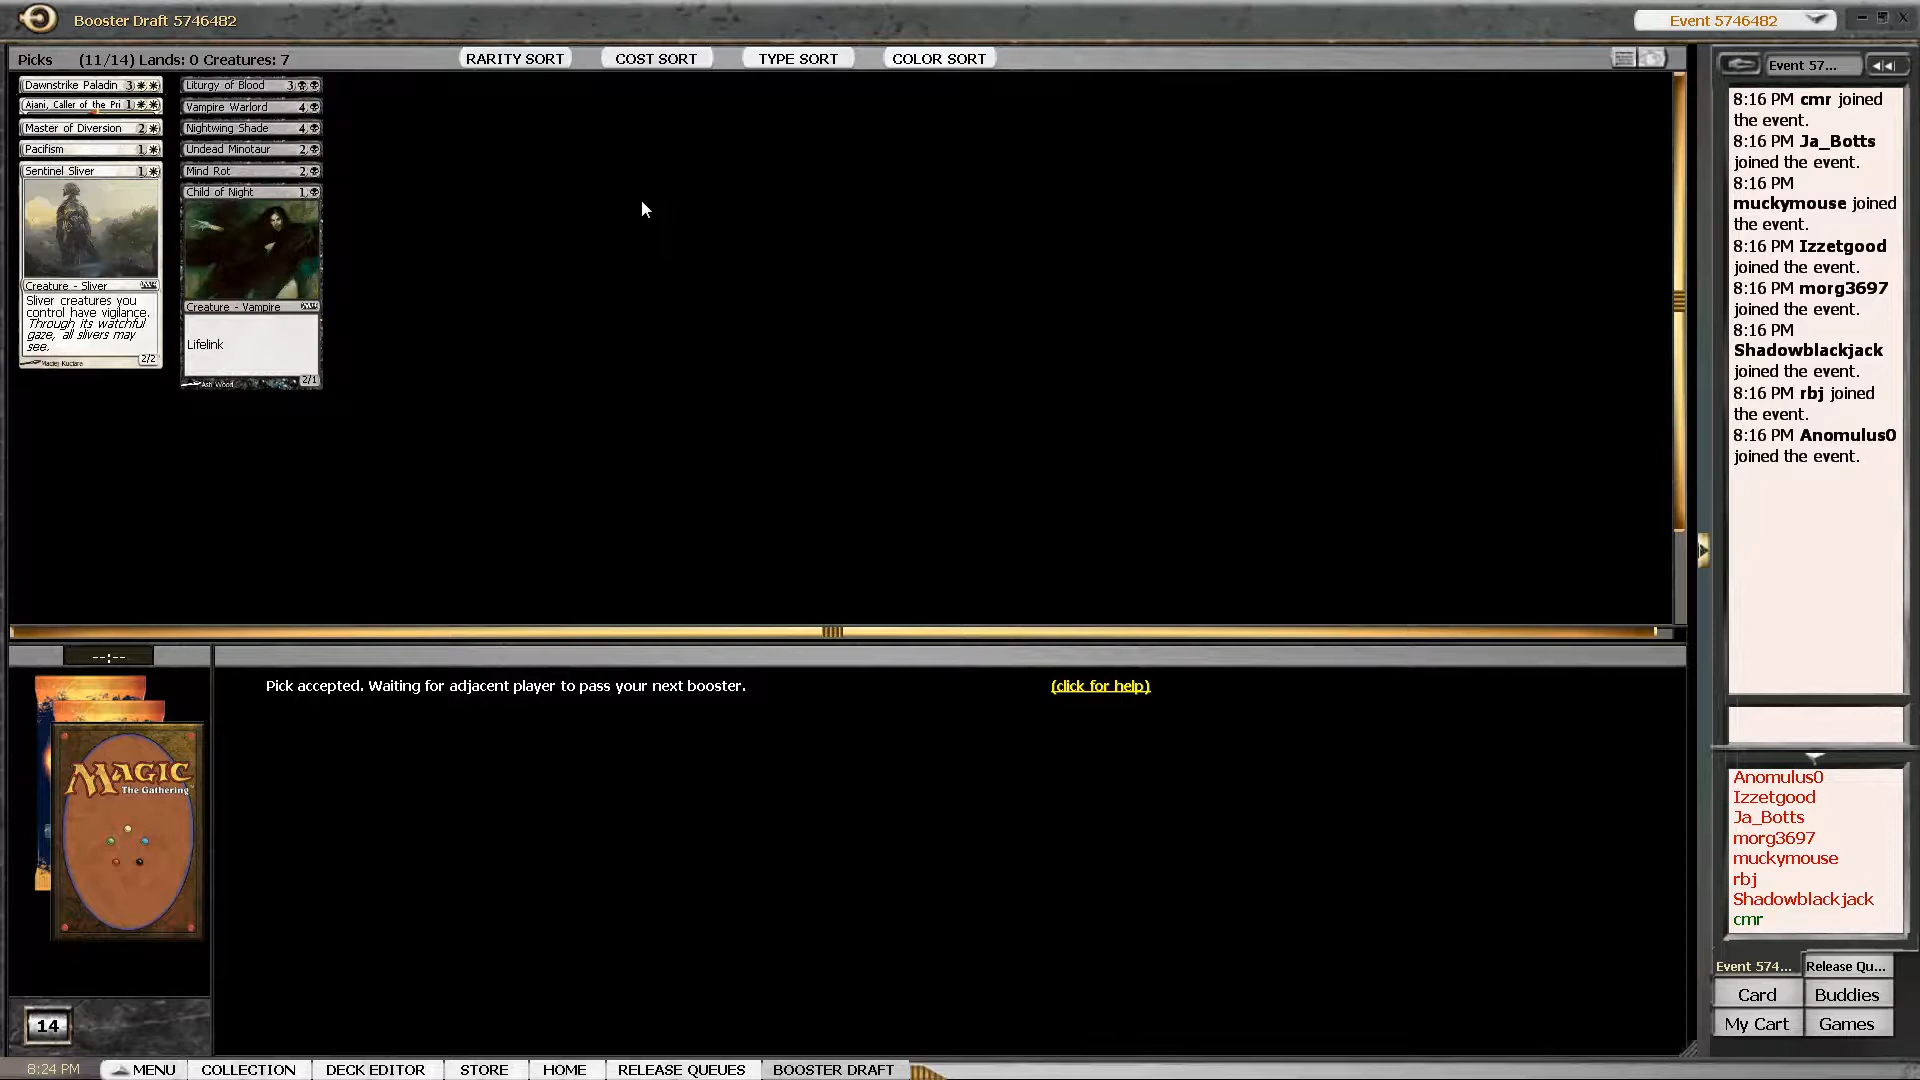 Booster Draft 5746482
Event 5746482
Picks (11/14) Lands: 0 Creatures: 7
RARITY SORT
COST SORT
TYPE SORT
COLOR SORT
Event 57...
Dawnstrike Paladin 3
Ajani, Caller of the Pri 1
Master of Diversion 2
Pacifism 1
Sentinel Sliver 1
Creature - Sliver
Sliver creatures you
control have vigilance.
Through its watchful
gaze, all slivers may
see.
2/2
Maciej Kuciara
Liturgy of Blood 3
Vampire Warlord 4
Nightwing Shade 4
Undead Minotaur 2
Mind Rot 2
Child of Night 1
Creature - Vampire
Lifelink
2/1
Ash Wood
8:16 PM cmr joined
the event.
8:16 PM Ja_Botts
joined the event.
8:16 PM
muckymouse joined
the event.
8:16 PM Izzetgood
joined the event.
8:16 PM morg3697
joined the event.
8:16 PM
Shadowblackjack
joined the event.
8:16 PM rbj joined
the event.
8:16 PM Anomulus0
joined the event.
--:--
Pick accepted. Waiting for adjacent player to pass your next booster.
(click for help)
MAGIC
The Gathering
14
Anomulus0
Izzetgood
Ja_Botts
morg3697
muckymouse
rbj
Shadowblackjack
cmr
Event 574...
Release Qu...
Card
Buddies
My Cart
Games
8:24 PM
MENU
COLLECTION
DECK EDITOR
STORE
HOME
RELEASE QUEUES
BOOSTER DRAFT